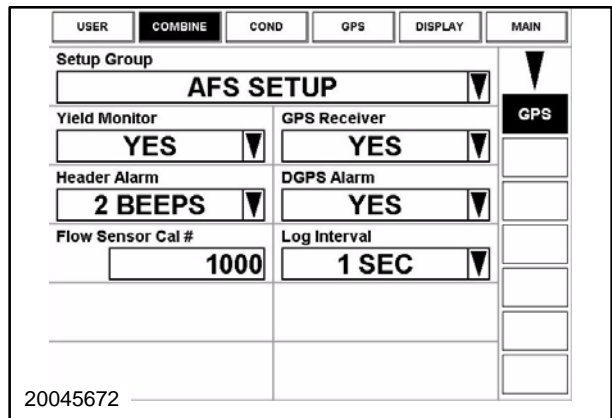 USER COMBINE COND GPS DISPLAY MAIN
Setup Group
AFS SETUP
GPS
Yield Monitor GPS Receiver
YES YES
Header Alarm DGPS Alarm
2 BEEPS YES
Flow Sensor Cal # Log Interval
1000 1 SEC
20045672